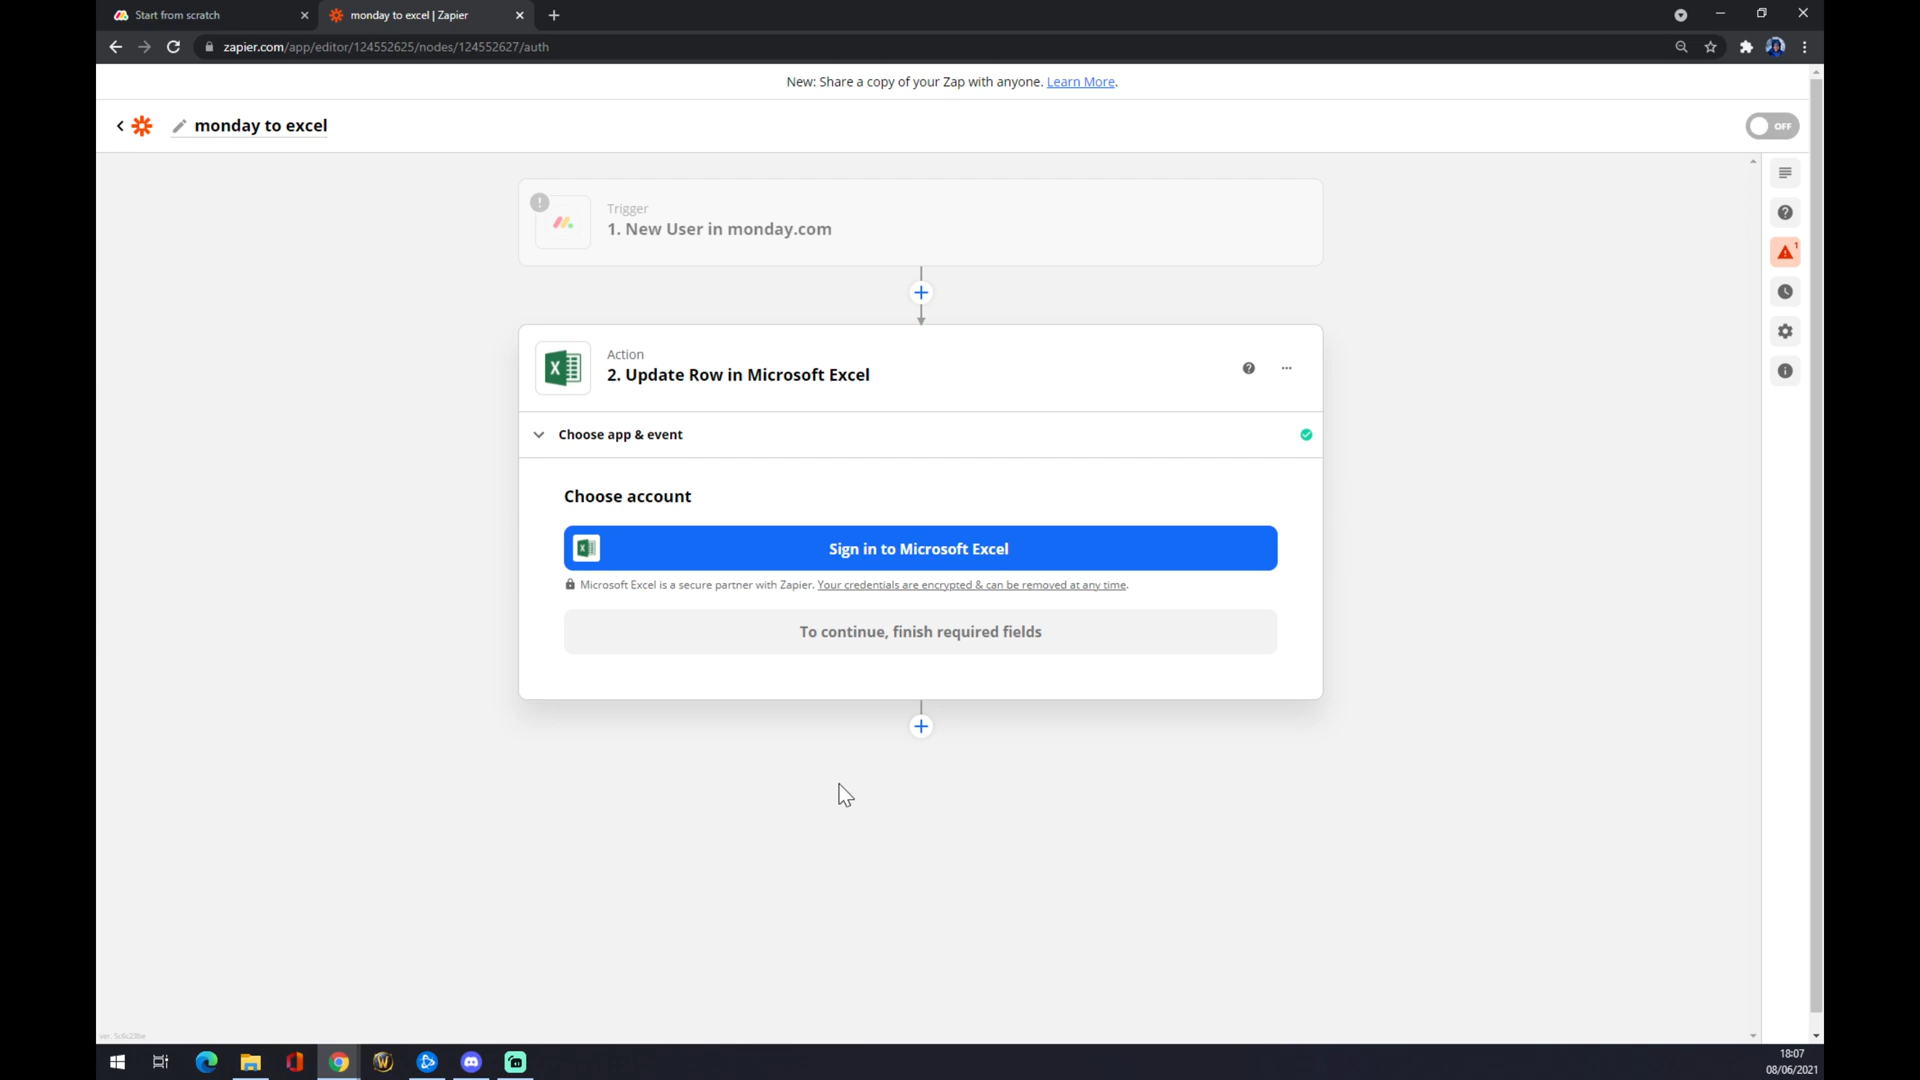 Start from scratch
monday to excel | Zapier
zapier.com/app/editor/124552625/nodes/124552627/auth
New: Share a copy of your Zap with anyone. Learn More.
monday to excel
OFF
Trigger
1. New User in monday.com
1
Action
2. Update Row in Microsoft Excel
Choose app & event
Choose account
Sign in to Microsoft Excel
Microsoft Excel is a secure partner with Zapier. Your credentials are encrypted & can be removed at any time.
To continue, finish required fields
18:07
08/06/2021